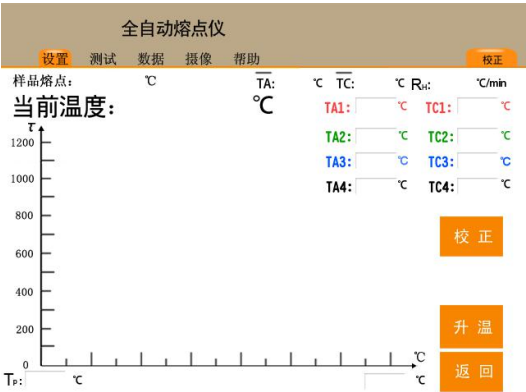 全自动熔点仪
设置 测试 数据 摄像 帮助 校正
样品熔点: ℃ TA: ℃ TC: ℃ RH: ℃/min
当前温度: ℃
TA1: ℃ TC1: ℃
TA2: ℃ TC2: ℃
TA3: ℃ TC3: ℃
TA4: ℃ TC4: ℃
τ
1200
1000
800
600
400
200
0
℃
校 正
升 温
返 回
TP: ℃ ℃